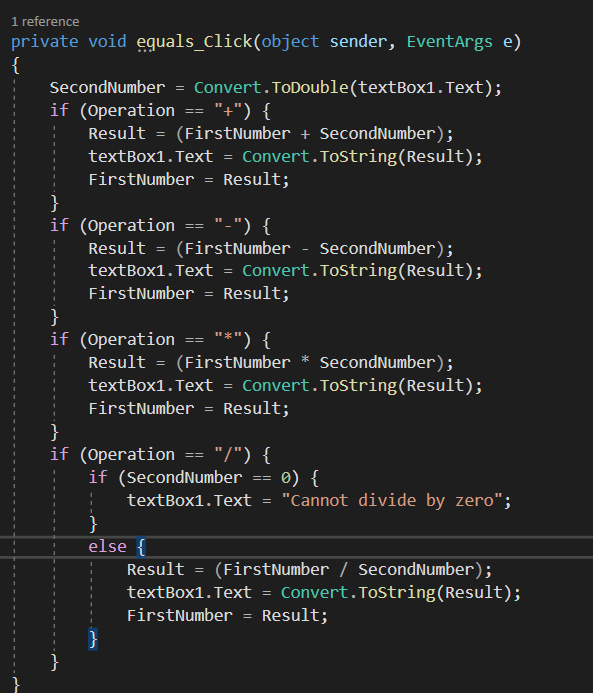 1 reference
private void equals_Click(object sender, EventArgs e)
{
    SecondNumber = Convert.ToDouble(textBox1.Text);
    if (Operation == "+") {
        Result = (FirstNumber + SecondNumber);
        textBox1.Text = Convert.ToString(Result);
        FirstNumber = Result;
    }
    if (Operation == "-") {
        Result = (FirstNumber - SecondNumber);
        textBox1.Text = Convert.ToString(Result);
        FirstNumber = Result;
    }
    if (Operation == "*") {
        Result = (FirstNumber * SecondNumber);
        textBox1.Text = Convert.ToString(Result);
        FirstNumber = Result;
    }
    if (Operation == "/") {
        if (SecondNumber == 0) {
            textBox1.Text = "Cannot divide by zero";
        }
        else {
            Result = (FirstNumber / SecondNumber);
            textBox1.Text = Convert.ToString(Result);
            FirstNumber = Result;
        }
    }
}